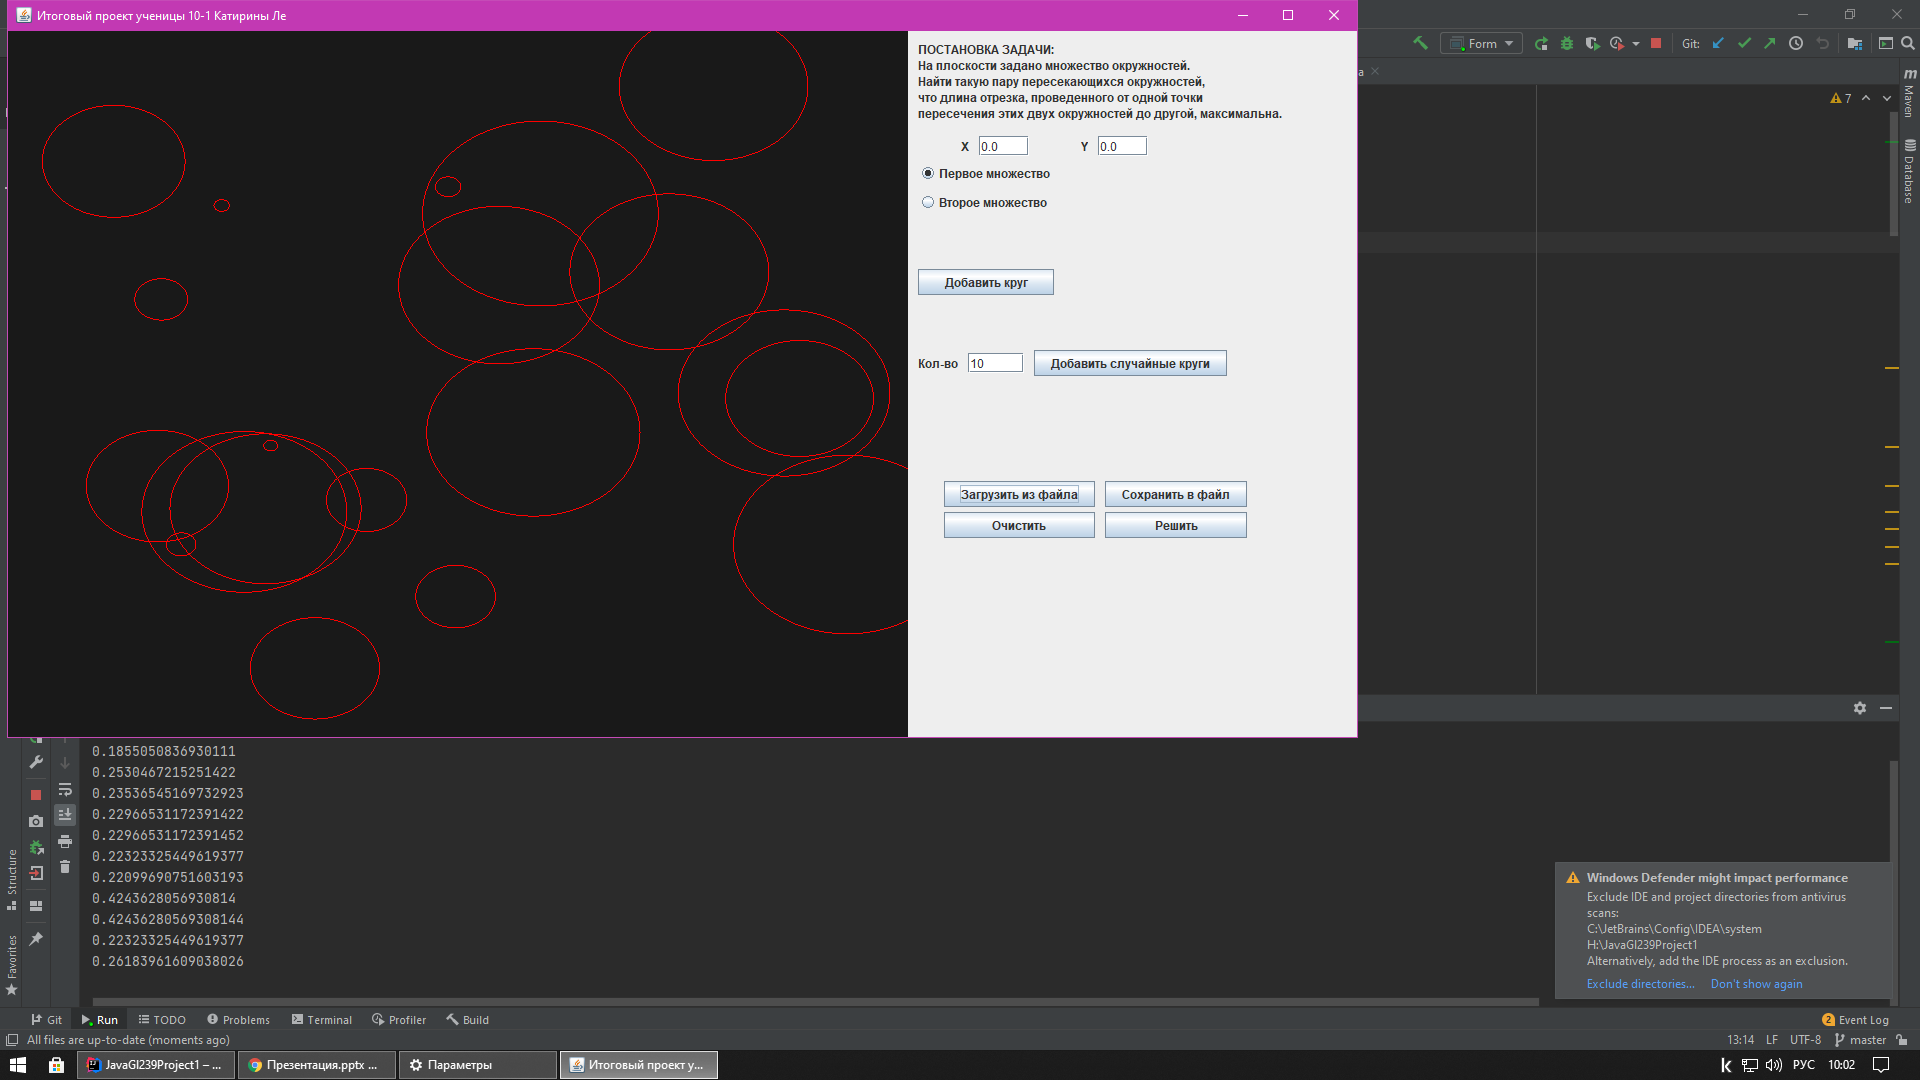 Итоговый проект ученицы 10-1 Катирины Ле
ПОСТАНОВКА ЗАДАЧИ:
На плоскости задано множество окружностей.
Найти такую пару пересекающихся окружностей,
что длина отрезка, проведенного от одной точки
пересечения этих двух окружностей до другой, максимальна.
X 0.0 Y 0.0
Первое множество
Второе множество
Добавить круг
Кол-во 10 Добавить случайные круги
Загрузить из файла Сохранить в файл
Очистить Решить
Form Git:
a
7
Maven
Database
0.1855050836930111
0.2530467215251422
0.23536545169732923
0.22966531172391422
0.22966531172391452
0.22323325449619377
0.22099690751603193
0.4243628056930814
0.42436280569308144
0.22323325449619377
0.26183961609038026
Structure
Favorites
Windows Defender might impact performance
Exclude IDE and project directories from antivirus
scans:
C:\JetBrains\Config\IDEA\system
H:\JavaGI239Project1
Alternatively, add the IDE process as an exclusion.
Exclude directories... Don't show again
Git Run TODO Problems Terminal Profiler Build 2 Event Log
All files are up-to-date (moments ago) 13:14 LF UTF-8 master
JavaGI239Project1 – ... Презентация.pptx ... Параметры Итоговый проект у... РУС 10:02